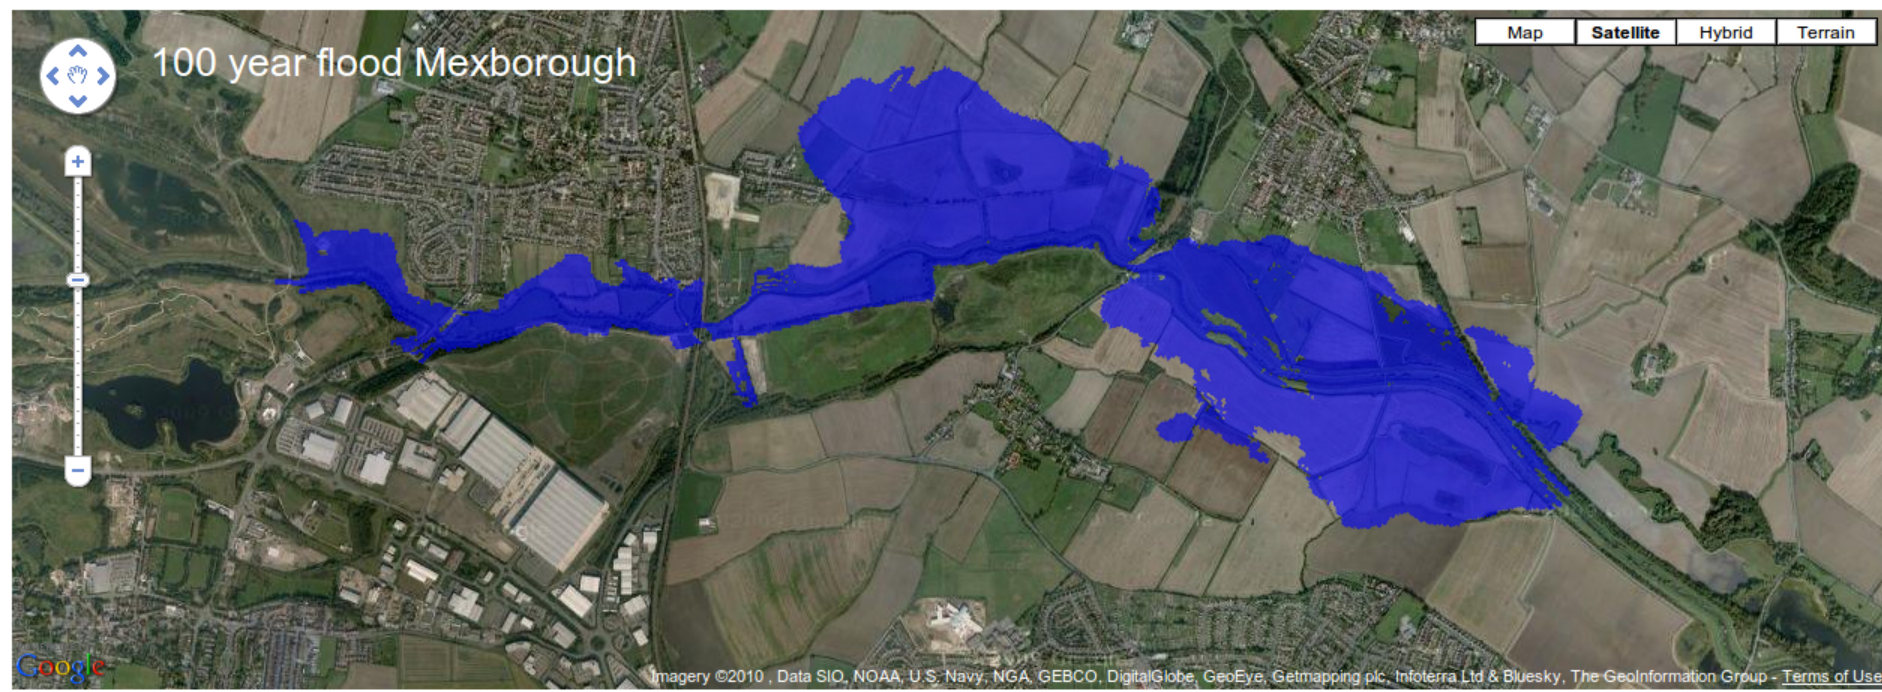 Map Satellite Hybrid Terrain
100 year flood Mexborough
Google
Imagery ©2010 , Data SIO, NOAA, U.S, Navy, NGA, GEBCO, DigitalGlobe, GeoEye, Getmapping plc, Infoterra Ltd & Bluesky, The GeoInformation Group - Terms of Use